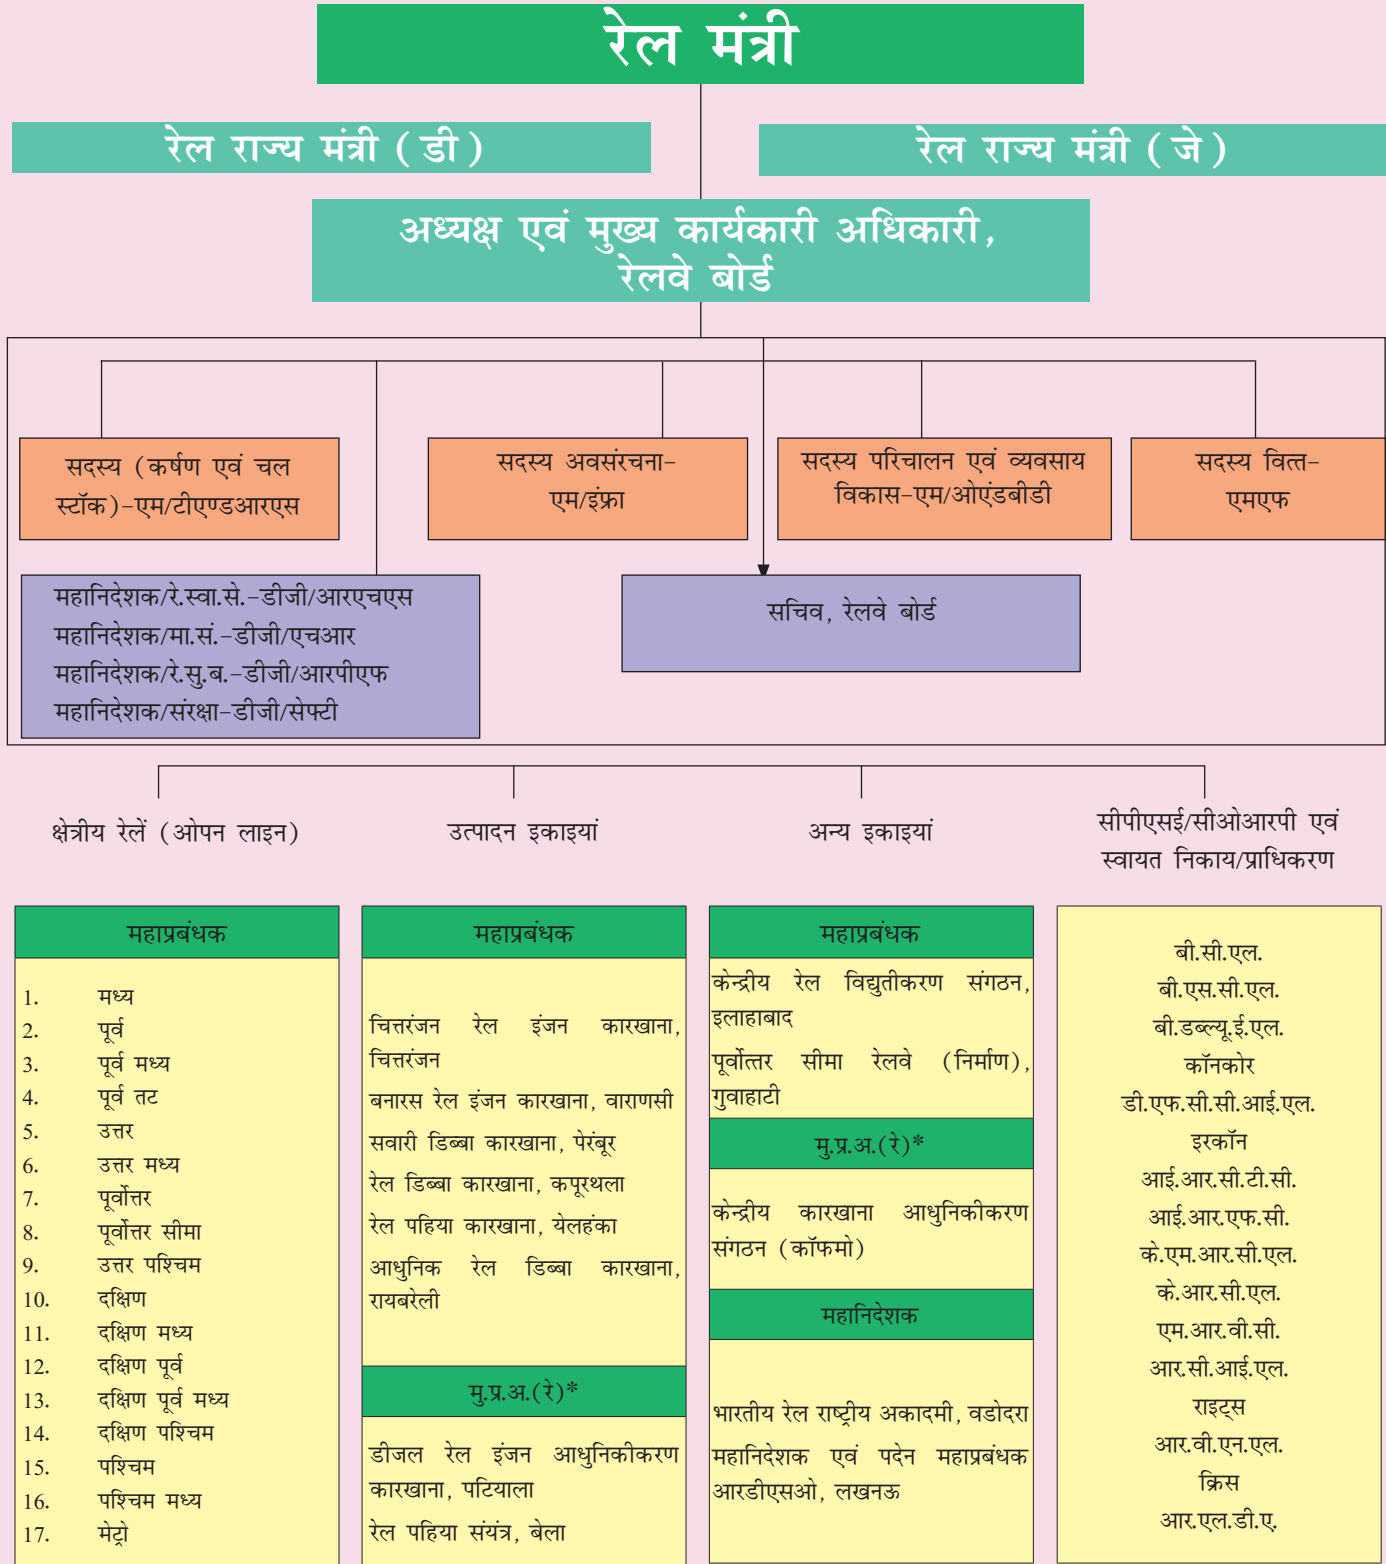 रेल मंत्री
रेल राज्य मंत्री (डी)
रेल राज्य मंत्री (जे)
अध्यक्ष एवं मुख्य कार्यकारी अधिकारी,
रेलवे बोर्ड
सदस्य (कर्षण एवं चल
स्टॉक)-एम/टीएण्डआरएस
सदस्य अवसंरचना-
एम/इंफ्रा
सदस्य परिचालन एवं व्यवसाय
विकास-एम/ओएंडबीडी
सदस्य वित्त-
एमएफ
महानिदेशक/रे.स्वा.से.-डीजी/आरएचएस
महानिदेशक/मा.सं.-डीजी/एचआर
महानिदेशक/रे.सु.ब.-डीजी/आरपीएफ
महानिदेशक/संरक्षा-डीजी/सेफ्टी
सचिव, रेलवे बोर्ड
क्षेत्रीय रेलें (ओपन लाइन)
उत्पादन इकाइयां
अन्य इकाइयां
सीपीएसई/सीओआरपी एवं
स्वायत निकाय/प्राधिकरण
महाप्रबंधक
1. मध्य
2. पूर्व
3. पूर्व मध्य
4. पूर्व तट
5. उत्तर
6. उत्तर मध्य
7. पूर्वोत्तर
8. पूर्वोत्तर सीमा
9. उत्तर पश्चिम
10. दक्षिण
11. दक्षिण मध्य
12. दक्षिण पूर्व
13. दक्षिण पूर्व मध्य
14. दक्षिण पश्चिम
15. पश्चिम
16. पश्चिम मध्य
17. मेट्रो
महाप्रबंधक
चित्तरंजन रेल इंजन कारखाना,
चित्तरंजन
बनारस रेल इंजन कारखाना, वाराणसी
सवारी डिब्बा कारखाना, पेरंबूर
रेल डिब्बा कारखाना, कपूरथला
रेल पहिया कारखाना, येलहंका
आधुनिक रेल डिब्बा कारखाना,
रायबरेली
मु.प्र.अ.(रे)*
डीजल रेल इंजन आधुनिकीकरण
कारखाना, पटियाला
रेल पहिया संयंत्र, बेला
महाप्रबंधक
केन्द्रीय रेल विद्युतीकरण संगठन,
इलाहाबाद
पूर्वोत्तर सीमा रेलवे (निर्माण),
गुवाहाटी
मु.प्र.अ.(रे)*
केन्द्रीय कारखाना आधुनिकीकरण
संगठन (कॉफमो)
महानिदेशक
भारतीय रेल राष्ट्रीय अकादमी, वडोदरा
महानिदेशक एवं पदेन महाप्रबंधक
आरडीएसओ, लखनऊ
बी.सी.एल.
बी.एस.सी.एल.
बी.डब्ल्यू.ई.एल.
कॉनकोर
डी.एफ.सी.सी.आई.एल.
इरकॉन
आई.आर.सी.टी.सी.
आई.आर.एफ.सी.
के.एम.आर.सी.एल.
के.आर.सी.एल.
एम.आर.वी.सी.
आर.सी.आई.एल.
राइट्स
आर.वी.एन.एल.
क्रिस
आर.एल.डी.ए.